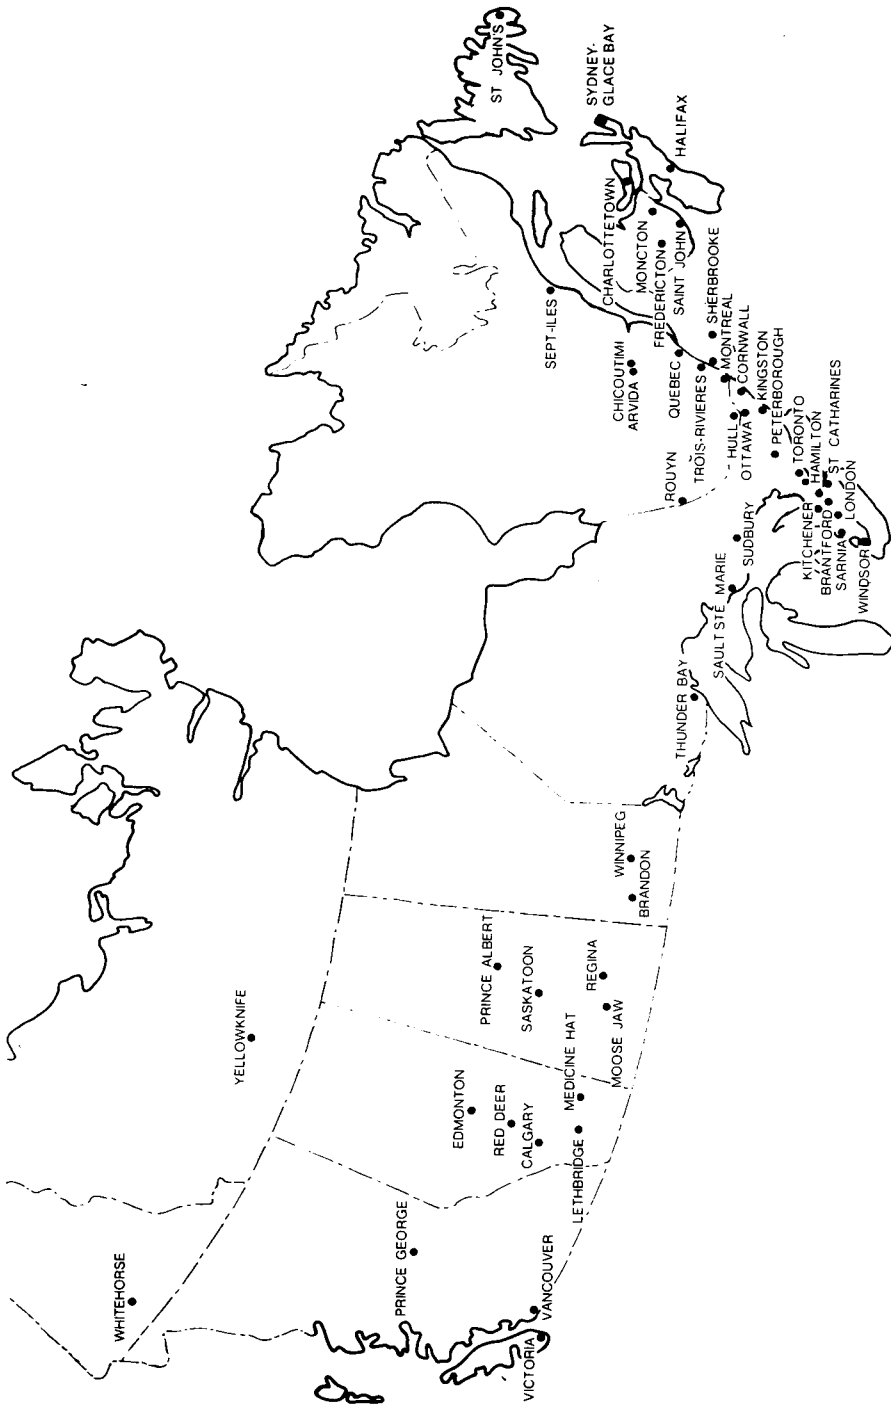 WHITEHORSE
YELLOWKNIFE
PRINCE GEORGE
VICTORIA
VANCOUVER
EDMONTON
RED DEER
CALGARY
LETHBRIDGE
MEDICINE HAT
PRINCE ALBERT
SASKATOON
REGINA
MOOSE JAW
WINNIPEG
BRANDON
THUNDER BAY
SAULT STE MARIE
SUDBURY
ROUYN
KITCHENER
BRANTFORD
SARNIA
WINDSOR
LONDON
ST CATHARINES
HAMILTON
TORONTO
PETERBOROUGH
KINGSTON
HULL
OTTAWA
CORNWALL
MONTREAL
SHERBROOKE
TROIS-RIVIERES
QUEBEC
CHICOUTIMI
ARVIDA
SEPT-ILES
FREDERICTON
SAINT JOHN
MONCTON
CHARLOTTETOWN
HALIFAX
SYDNEY-
GLACE BAY
ST JOHN'S